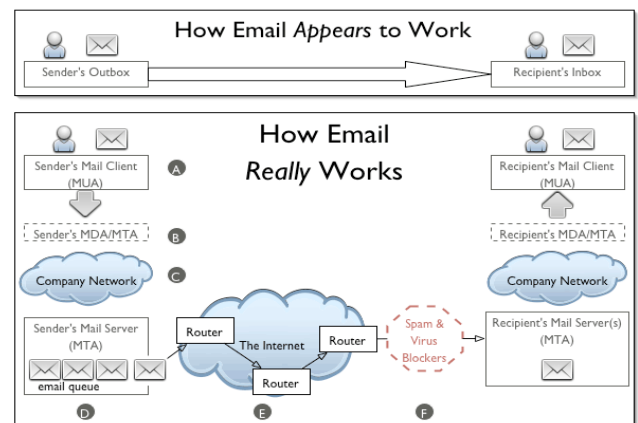 How Email Appears to Work
Sender's Outbox
Recipient's Inbox
How Email
Really Works
Sender's Mail Client
(MUA)
A
Recipient's Mail Client
(MUA)
Sender's MDA/MTA
B
Recipient's MDA/MTA
Company Network
C
Company Network
Sender's Mail Server
(MTA)
email queue
Router
The Internet
Router
Router
Spam &
Virus
Blockers
Recipient's Mail Server(s)
(MTA)
D
E
F